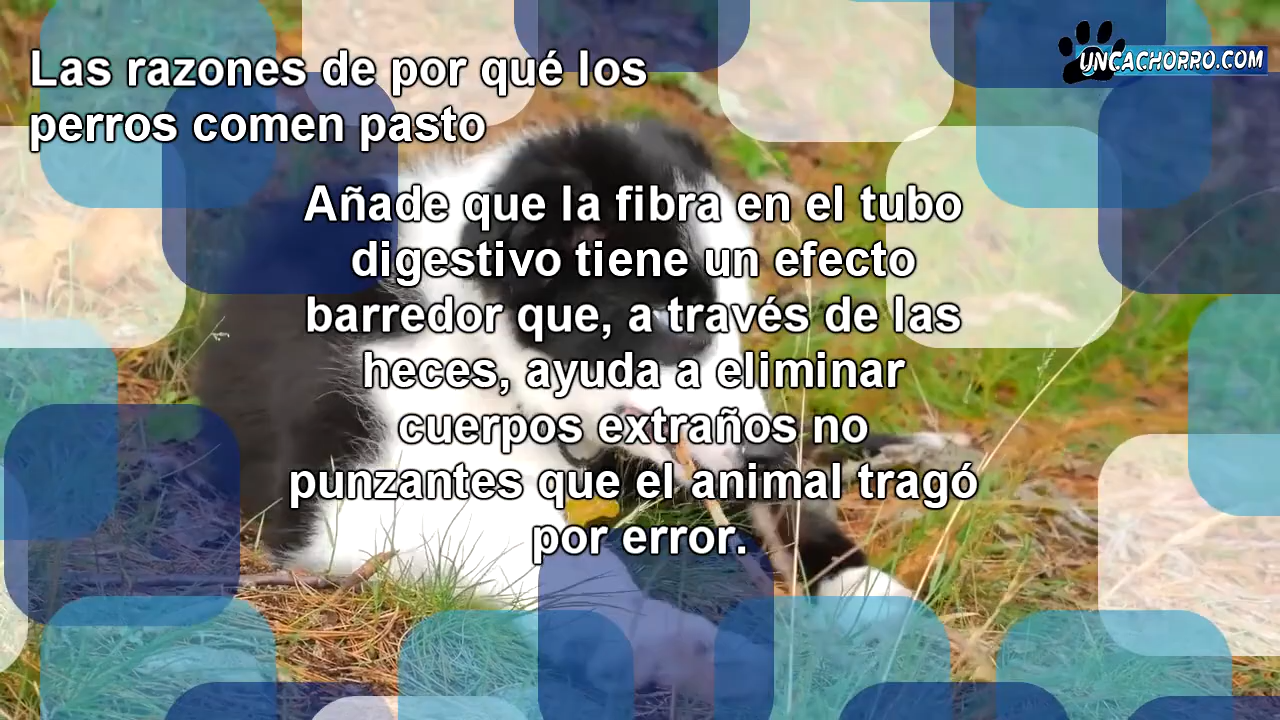 Las razones de por qué los
perros comen pasto
UNCACHORRO.COM
Añade que la fibra en el tubo
digestivo tiene un efecto
barredor que, a través de las
heces, ayuda a eliminar
cuerpos extraños no
punzantes que el animal tragó
por error.